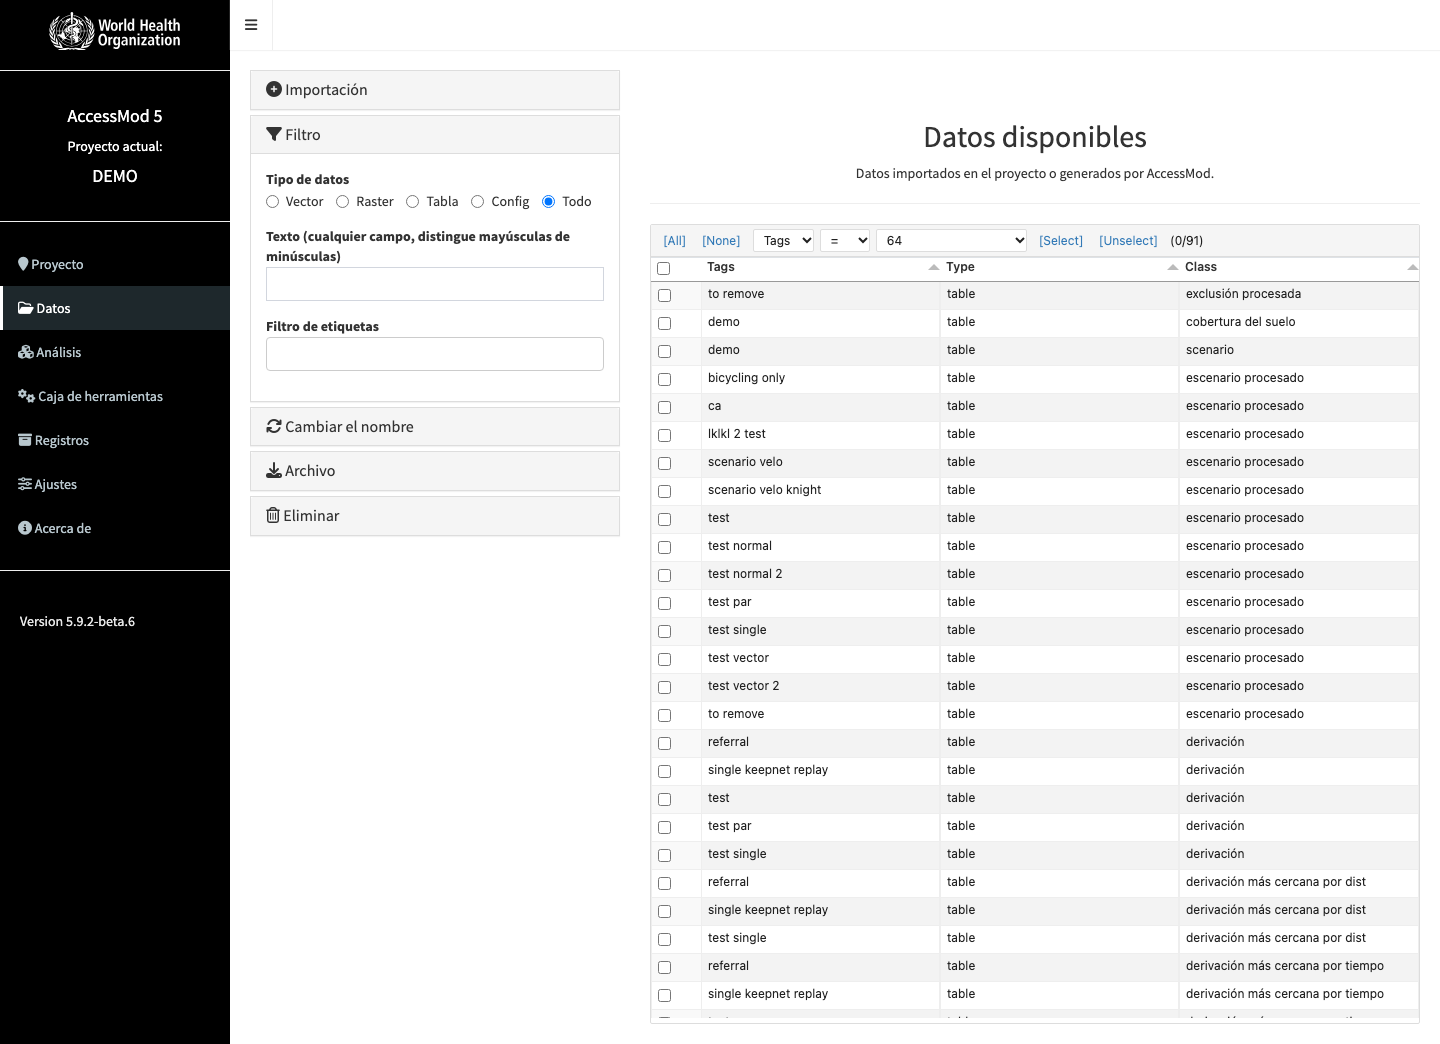 World Health
Organization
AccessMod 5
Proyecto actual:
DEMO
Proyecto
Datos
Análisis
Caja de herramientas
Registros
Ajustes
Acerca de
Version 5.9.2-beta.6
Importación
Filtro
Tipo de datos
Vector Raster Tabla Config Todo
Texto (cualquier campo, distingue mayúsculas de
minúsculas)
Filtro de etiquetas
Cambiar el nombre
Archivo
Eliminar
Datos disponibles
Datos importados en el proyecto o generados por AccessMod.
[All] [None] Tags = 64 [Select] [Unselect] (0/91)
Tags Type Class
to remove table exclusión procesada
demo table cobertura del suelo
demo table scenario
bicycling only table escenario procesado
ca table escenario procesado
lklkl 2 test table escenario procesado
scenario velo table escenario procesado
scenario velo knight table escenario procesado
test table escenario procesado
test normal table escenario procesado
test normal 2 table escenario procesado
test par table escenario procesado
test single table escenario procesado
test vector table escenario procesado
test vector 2 table escenario procesado
to remove table escenario procesado
referral table derivación
single keepnet replay table derivación
test table derivación
test par table derivación
test single table derivación
referral table derivación más cercana por dist
single keepnet replay table derivación más cercana por dist
test single table derivación más cercana por dist
referral table derivación más cercana por tiempo
single keepnet replay table derivación más cercana por tiempo